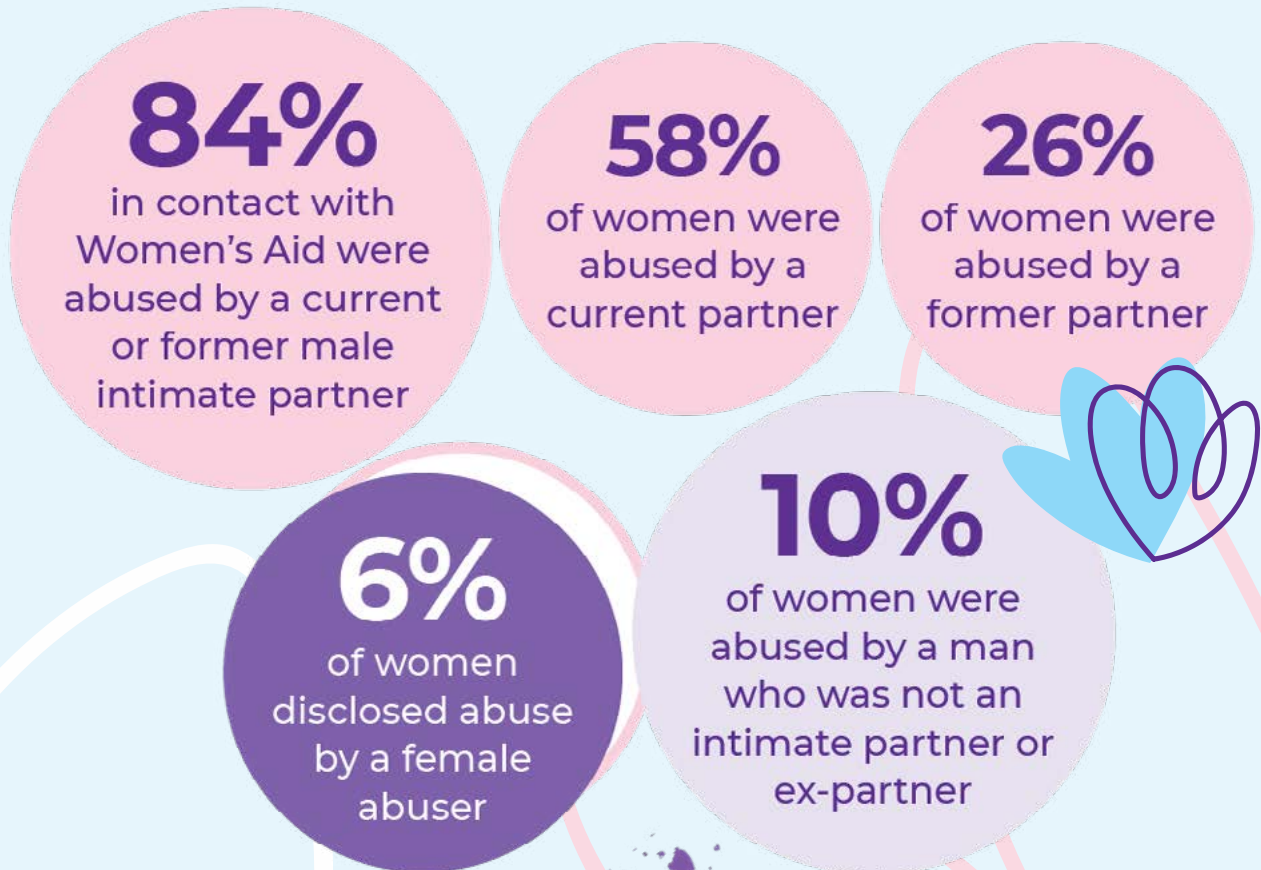 84%
in contact with
Women's Aid were
abused by a current
or former male
intimate partner
58%
of women were
abused by a
current partner
26%
of women were
abused by a
former partner
6%
of women
disclosed abuse
by a female
abuser
10%
of women were
abused by a man
who was not an
intimate partner or
ex-partner